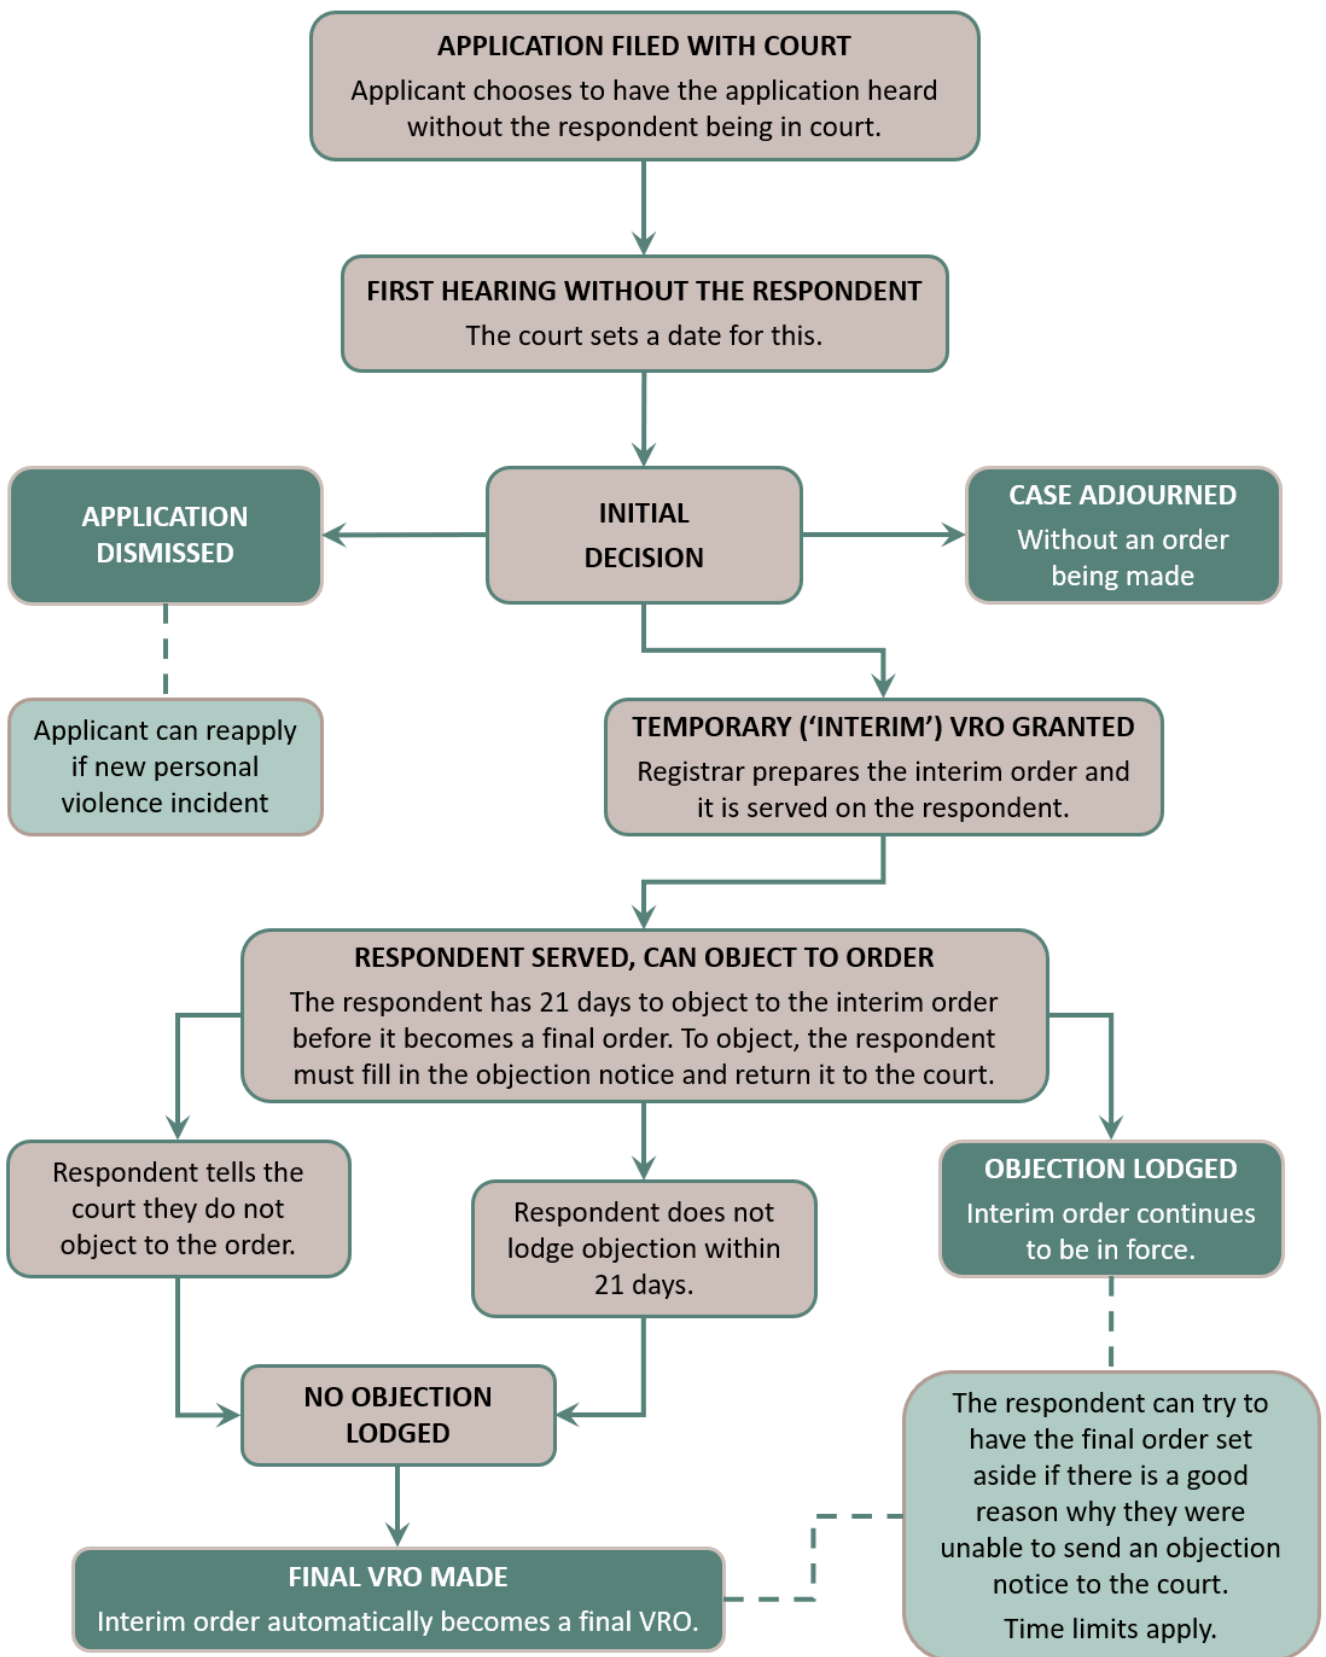 APPLICATION FILED WITH COURT
Applicant chooses to have the application heard
without the respondent being in court.
FIRST HEARING WITHOUT THE RESPONDENT
The court sets a date for this.
APPLICATION
DISMISSED
INITIAL
DECISION
CASE ADJOURNED
Without an order
being made
Applicant can reapply
if new personal
violence incident
TEMPORARY (‘INTERIM’) VRO GRANTED
Registrar prepares the interim order and
it is served on the respondent.
RESPONDENT SERVED, CAN OBJECT TO ORDER
The respondent has 21 days to object to the interim order
before it becomes a final order. To object, the respondent
must fill in the objection notice and return it to the court.
Respondent tells the
court they do not
object to the order.
Respondent does not
lodge objection within
21 days.
OBJECTION LODGED
Interim order continues
to be in force.
NO OBJECTION
LODGED
The respondent can try to
have the final order set
aside if there is a good
reason why they were
unable to send an objection
notice to the court.
Time limits apply.
FINAL VRO MADE
Interim order automatically becomes a final VRO.